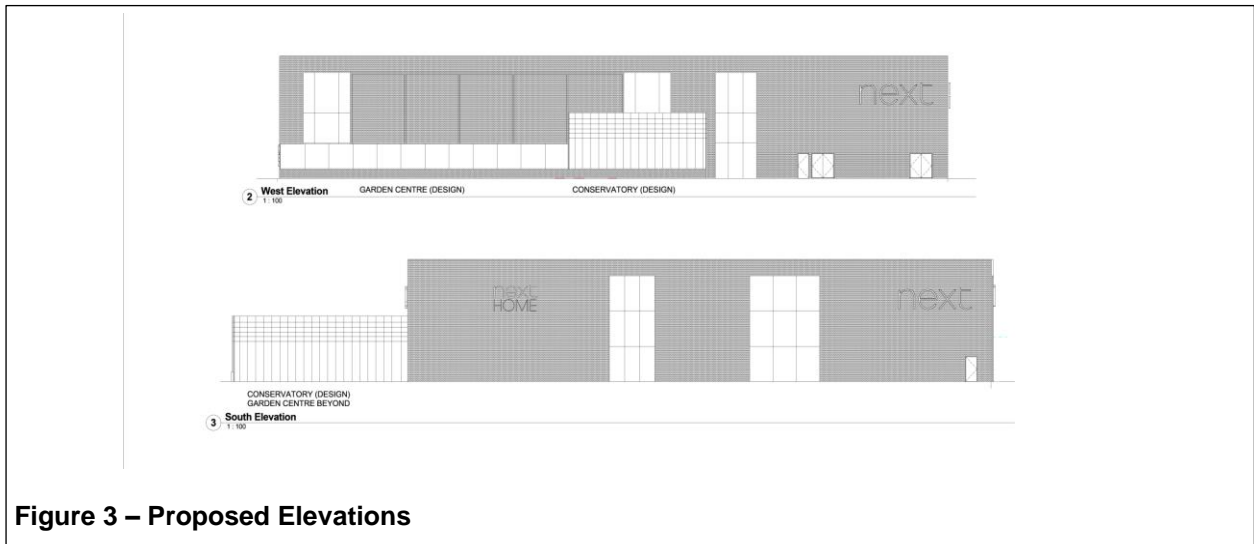 next
2 West Elevation
1 : 100
GARDEN CENTRE (DESIGN)
CONSERVATORY (DESIGN)
next
HOME
next
CONSERVATORY (DESIGN)
GARDEN CENTRE BEYOND
3 South Elevation
1 : 100
Figure 3 – Proposed Elevations